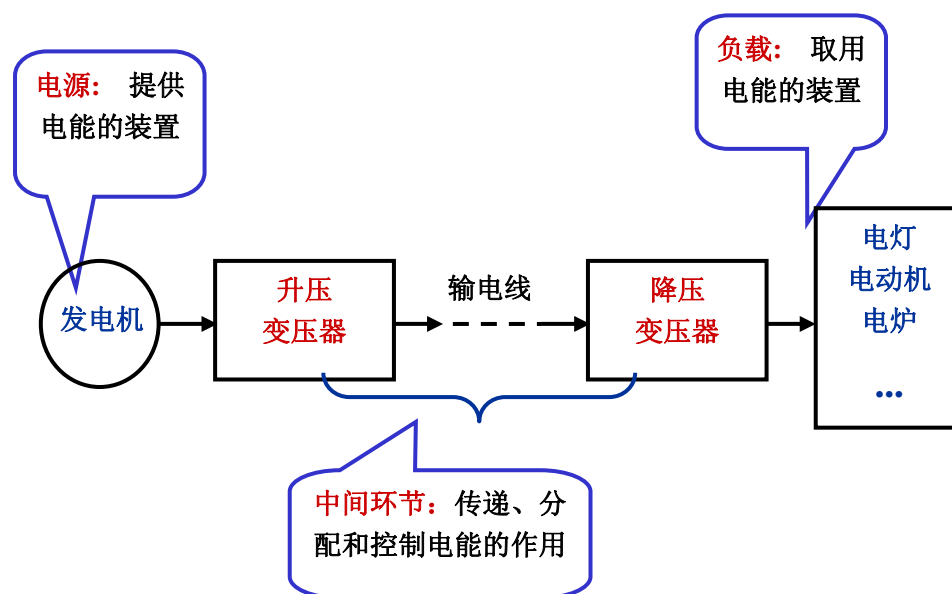 电源： 提供
电能的装置
负载： 取用
电能的装置
发电机
升压
变压器
输电线
降压
变压器
电灯
电动机
电炉
...
中间环节：传递、分
配和控制电能的作用